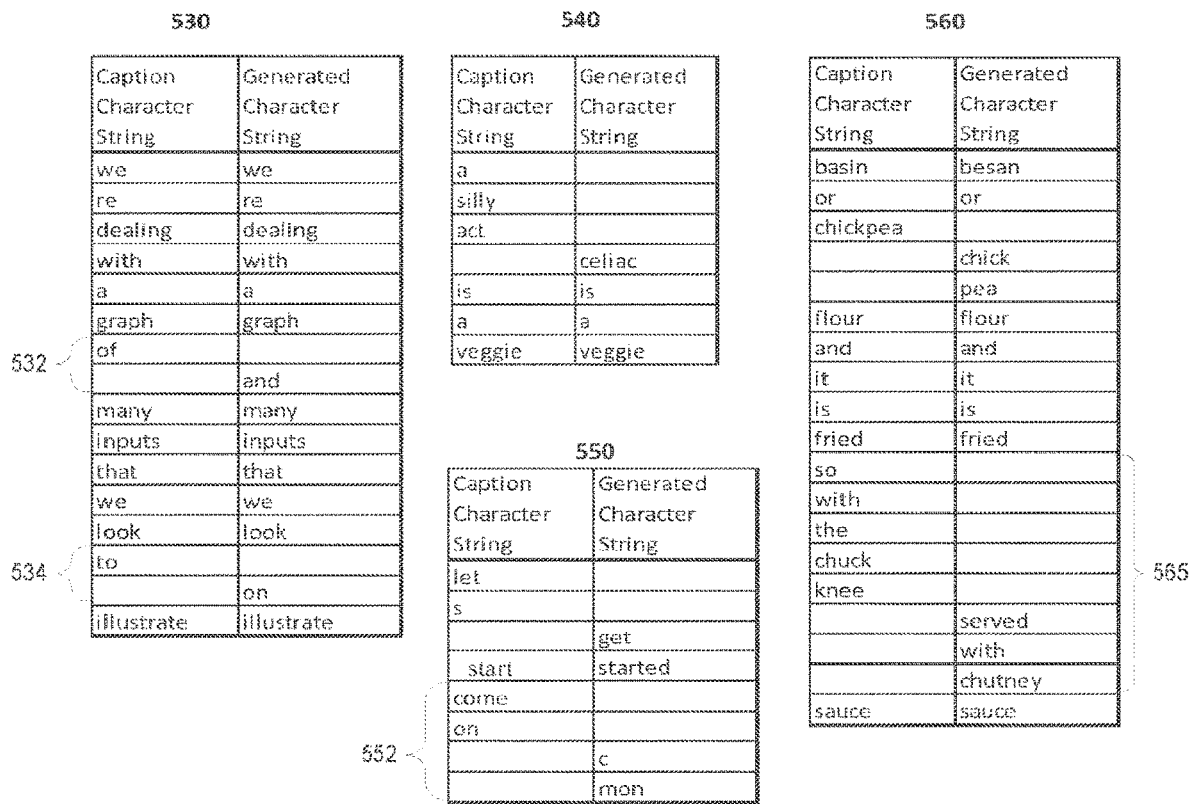 530
Caption Generated
Character Character
String String
we we
re re
dealing dealing
with with
a a
graph graph
532
of
and
many many
inputs inputs
that that
we we
look look
534
to
on
illustrate illustrate
540
Caption Generated
Character Character
String String
a
silly
act
celiac
is is
a a
veggie veggie
550
Caption Generated
Character Character
String String
let
s
get
start started
552
come
on
c
mon
560
Caption Generated
Character Character
String String
basin besan
or or
chickpea
chick
pea
flour flour
and and
it it
is is
fried fried
so
with
the
chuck
knee
565
served
with
chutney
sauce sauce